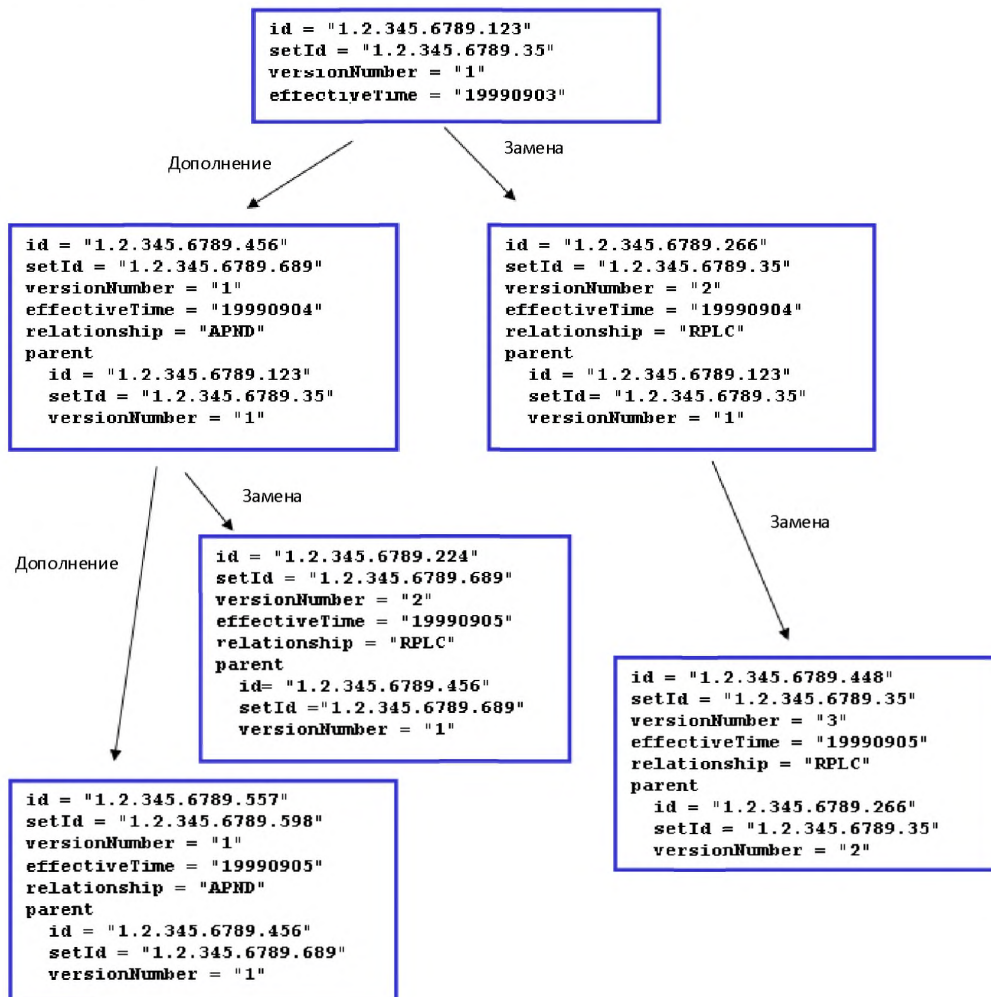 id = "1.2.345.6789.123"
setId = "1.2.345.6789.35"
versionNumber = "1"
effectiveTime = "19990903"
Дополнение
Замена
id = "1.2.345.6789.456"
setId = "1.2.345.6789.689"
versionNumber = "1"
effectiveTime = "19990904"
relationship = "APND"
parent
id = "1.2.345.6789.123"
setId = "1.2.345.6789.35"
versionNumber = "1"
id = "1.2.345.6789.266"
setId = "1.2.345.6789.35"
versionNumber = "2"
effectiveTime = "19990904"
relationship = "RPLC"
parent
id = "1.2.345.6789.123"
setId= "1.2.345.6789.35"
versionNumber = "1"
Замена
Дополнение
Замена
id = "1.2.345.6789.224"
setId = "1.2.345.6789.689"
versionNumber = "2"
effectiveTime = "19990905"
relationship = "RPLC"
parent
id= "1.2.345.6789.456"
setId ="1.2.345.6789.689"
versionNumber = "1"
id = "1.2.345.6789.448"
setId = "1.2.345.6789.35"
versionNumber = "3"
effectiveTime = "19990905"
relationship = "RPLC"
parent
id = "1.2.345.6789.266"
setId = "1.2.345.6789.35"
versionNumber = "2"
id = "1.2.345.6789.557"
setId = "1.2.345.6789.598"
versionNumber = "1"
effectiveTime = "19990905"
relationship = "APND"
parent
id = "1.2.345.6789.456"
setId = "1.2.345.6789.689"
versionNumber = "1"